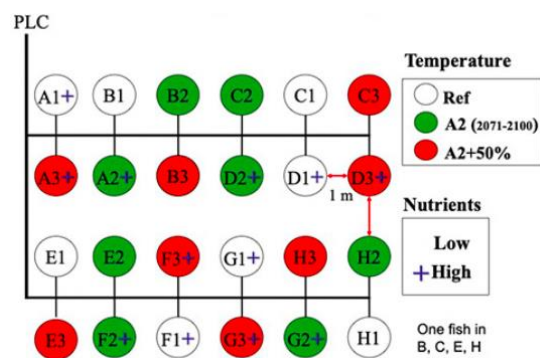 PLC
A1+ B1 B2 C2 C1 C3
A3+ A2+ B3 D2+ D1+ D3+
1 m
E1 E2 F3+ G1+ H3 H2
E3 F2+ F1+ G3+ G2+ H1
Temperature
Ref
A2 (2071-2100)
A2+50%
Nutrients
Low
+ High
One fish in
B, C, E, H